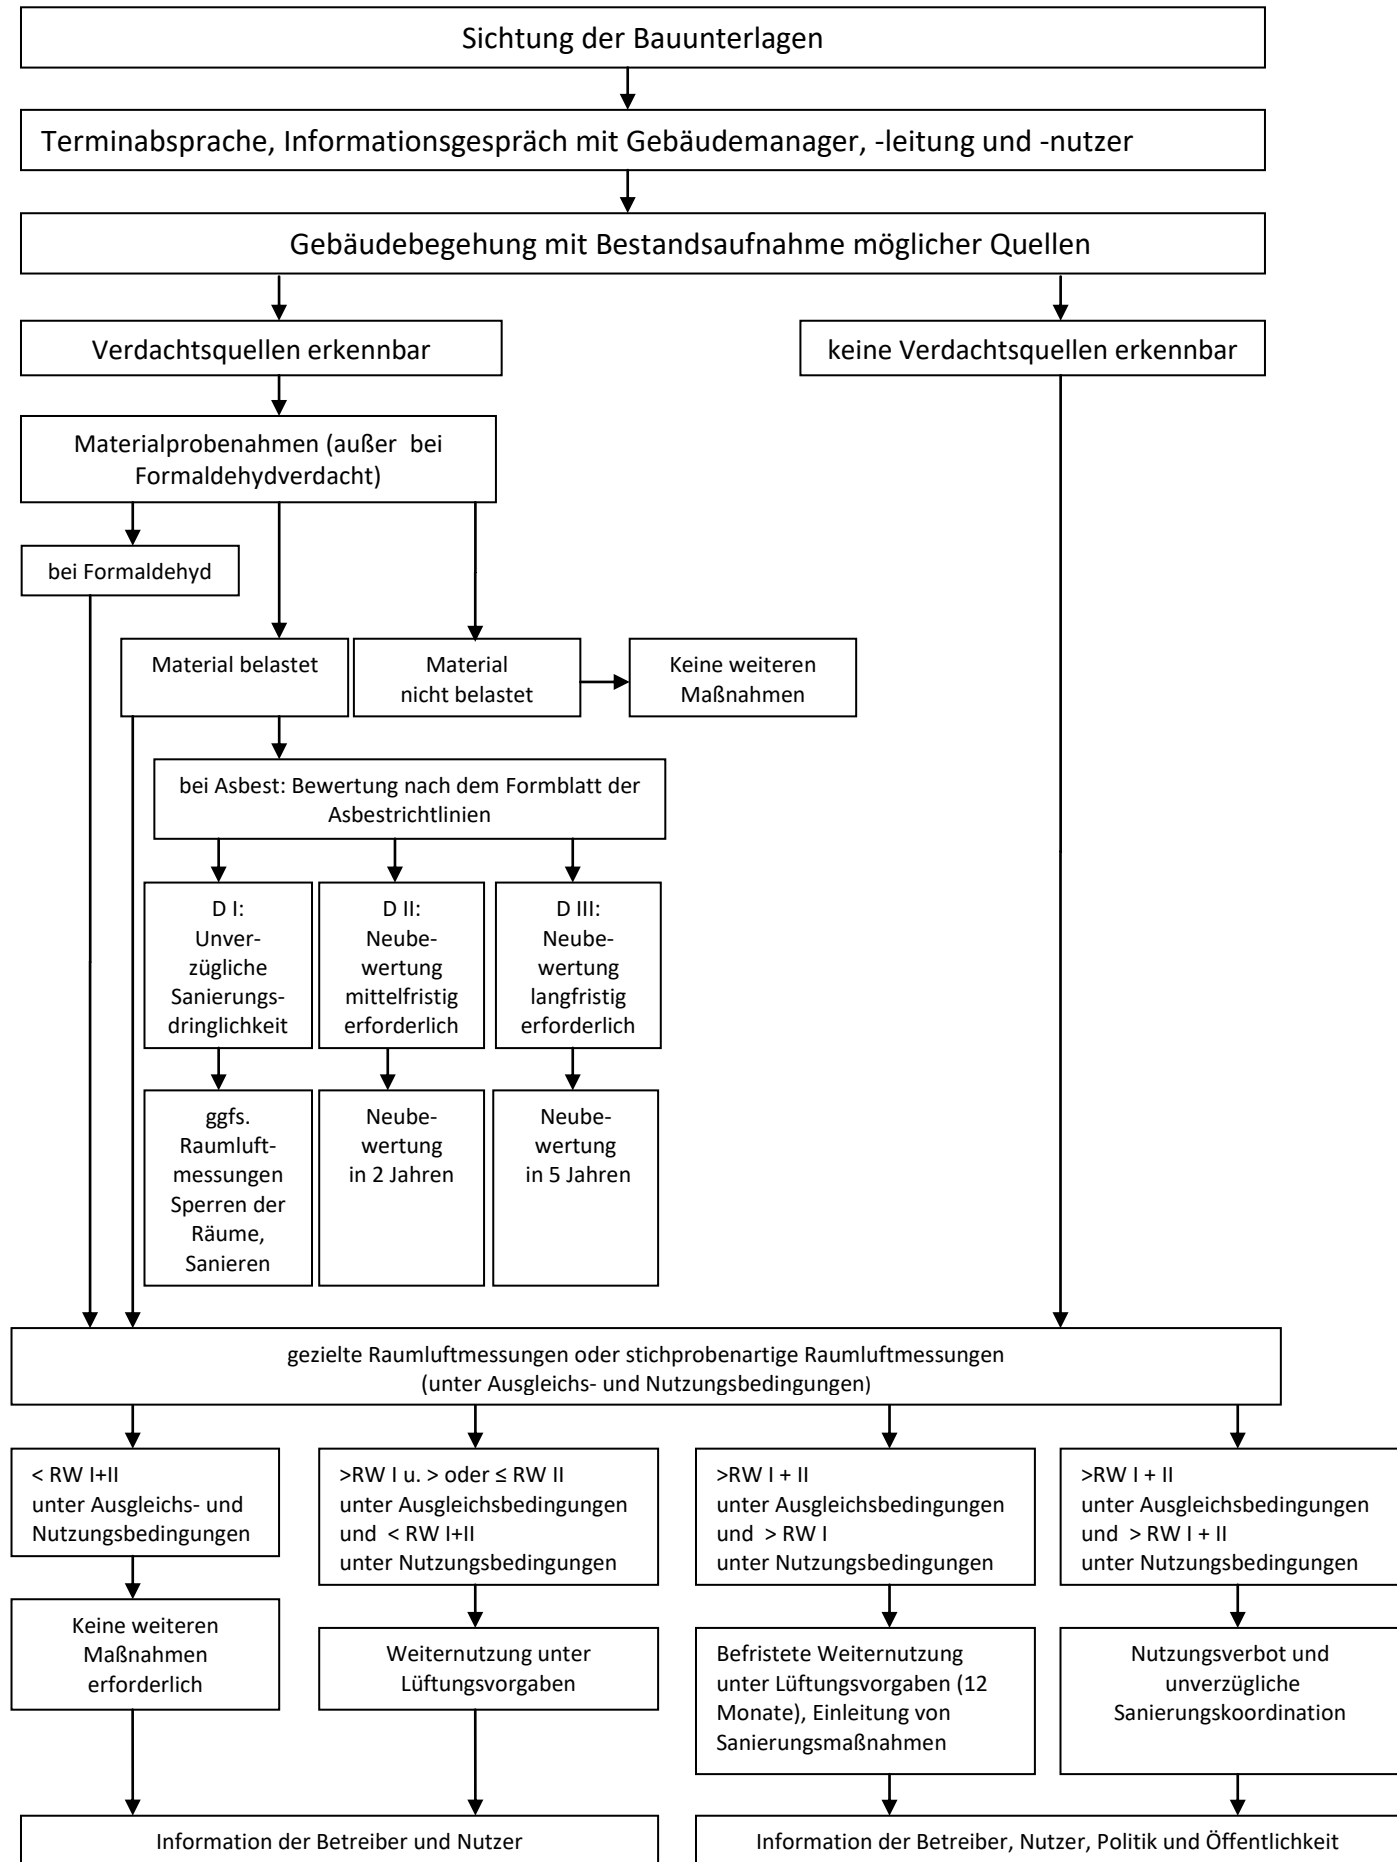 Sichtung der Bauunterlagen
Terminabsprache, Informationsgespräch mit Gebäudemanager, -leitung und -nutzer
Gebäudebegehung mit Bestandsaufnahme möglicher Quellen
Verdachtsquellen erkennbar
keine Verdachtsquellen erkennbar
Materialprobenahmen (außer bei
Formaldehydverdacht)
bei Formaldehyd
Material belastet
Material
nicht belastet
Keine weiteren
Maßnahmen
bei Asbest: Bewertung nach dem Formblatt der
Asbestrichtlinien
D I:
Unver-
zügliche
Sanierungs-
dringlichkeit
D II:
Neube-
wertung
mittelfristig
erforderlich
D III:
Neube-
wertung
langfristig
erforderlich
ggfs.
Raumluft-
messungen
Sperren der
Räume,
Sanieren
Neube-
wertung
in 2 Jahren
Neube-
wertung
in 5 Jahren
gezielte Raumluftmessungen oder stichprobenartige Raumluftmessungen
(unter Ausgleichs- und Nutzungsbedingungen)
< RW I+II
unter Ausgleichs- und
Nutzungsbedingungen
>RW I u. > oder ≤ RW II
unter Ausgleichsbedingungen
und < RW I+II
unter Nutzungsbedingungen
>RW I + II
unter Ausgleichsbedingungen
und > RW I
unter Nutzungsbedingungen
>RW I + II
unter Ausgleichsbedingungen
und > RW I + II
unter Nutzungsbedingungen
Keine weiteren
Maßnahmen
erforderlich
Weiternutzung unter
Lüftungsvorgaben
Befristete Weiternutzung
unter Lüftungsvorgaben (12
Monate), Einleitung von
Sanierungsmaßnahmen
Nutzungsverbot und
unverzügliche
Sanierungskoordination
Information der Betreiber und Nutzer
Information der Betreiber, Nutzer, Politik und Öffentlichkeit